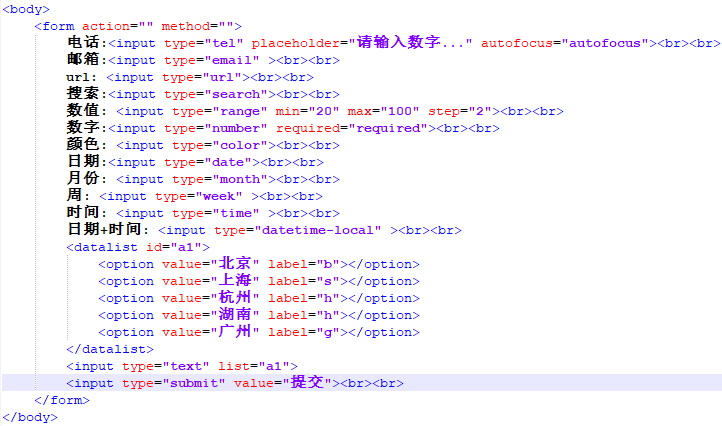 <body>
<form action="" method="">
电话:<input type="tel" placeholder="请输入数字..." autofocus="autofocus"><br><br>
邮箱:<input type="email" ><br><br>
url: <input type="url"><br><br>
搜索:<input type="search"><br><br>
数值: <input type="range" min="20" max="100" step="2"><br><br>
数字:<input type="number" required="required"><br><br>
颜色: <input type="color"><br><br>
日期:<input type="date"><br><br>
月份: <input type="month"><br><br>
周: <input type="week" ><br><br>
时间: <input type="time" ><br><br>
日期+时间: <input type="datetime-local" ><br><br>
<datalist id="a1">
<option value="北京" label="b"></option>
<option value="上海" label="s"></option>
<option value="杭州" label="h"></option>
<option value="湖南" label="h"></option>
<option value="广州" label="g"></option>
</datalist>
<input type="text" list="a1">
<input type="submit" value="提交"><br><br>
</form>
</body>